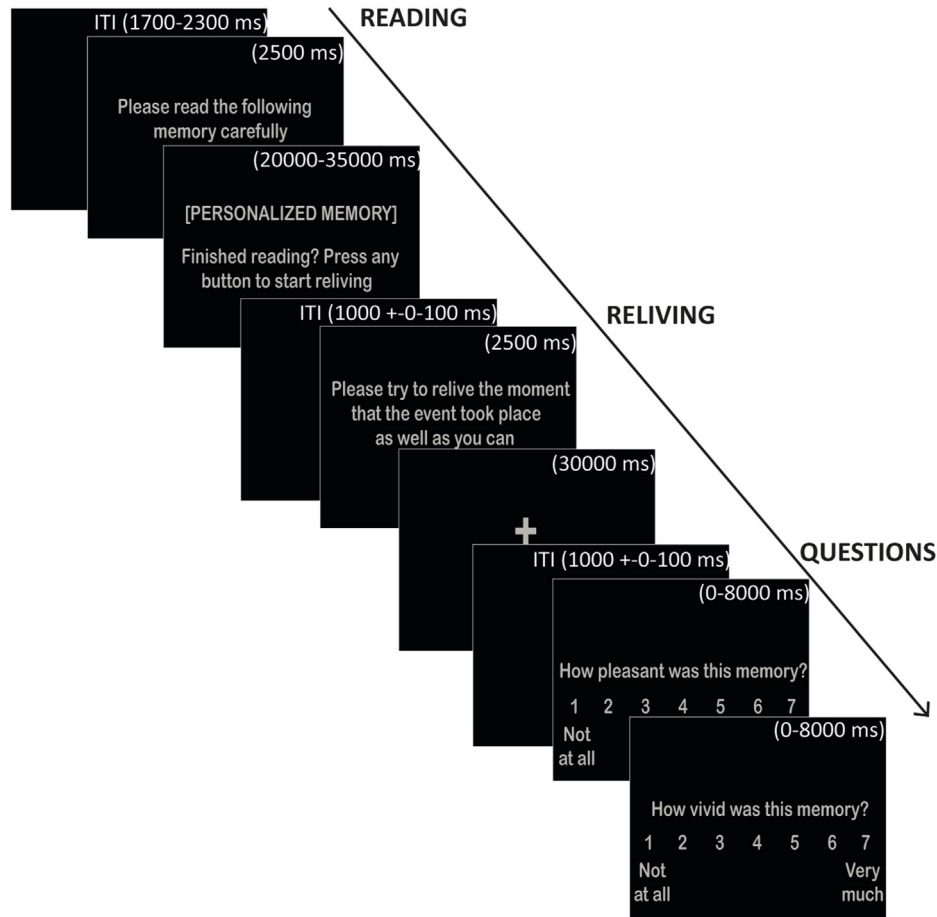 READING
ITI (1700-2300 ms)
(2500 ms)
Please read the following
memory carefully
(20000-35000 ms)
[PERSONALIZED MEMORY]
Finished reading? Press any
button to start reliving
RELIVING
ITI (1000 +-0-100 ms)
(2500 ms)
Please try to relive the moment
that the event took place
as well as you can
(30000 ms)
+
QUESTIONS
ITI (1000 +-0-100 ms)
(0-8000 ms)
How pleasant was this memory?
1 2 3 4 5 6 7
Not
at all
(0-8000 ms)
How vivid was this memory?
1 2 3 4 5 6 7
Not Very
at all much